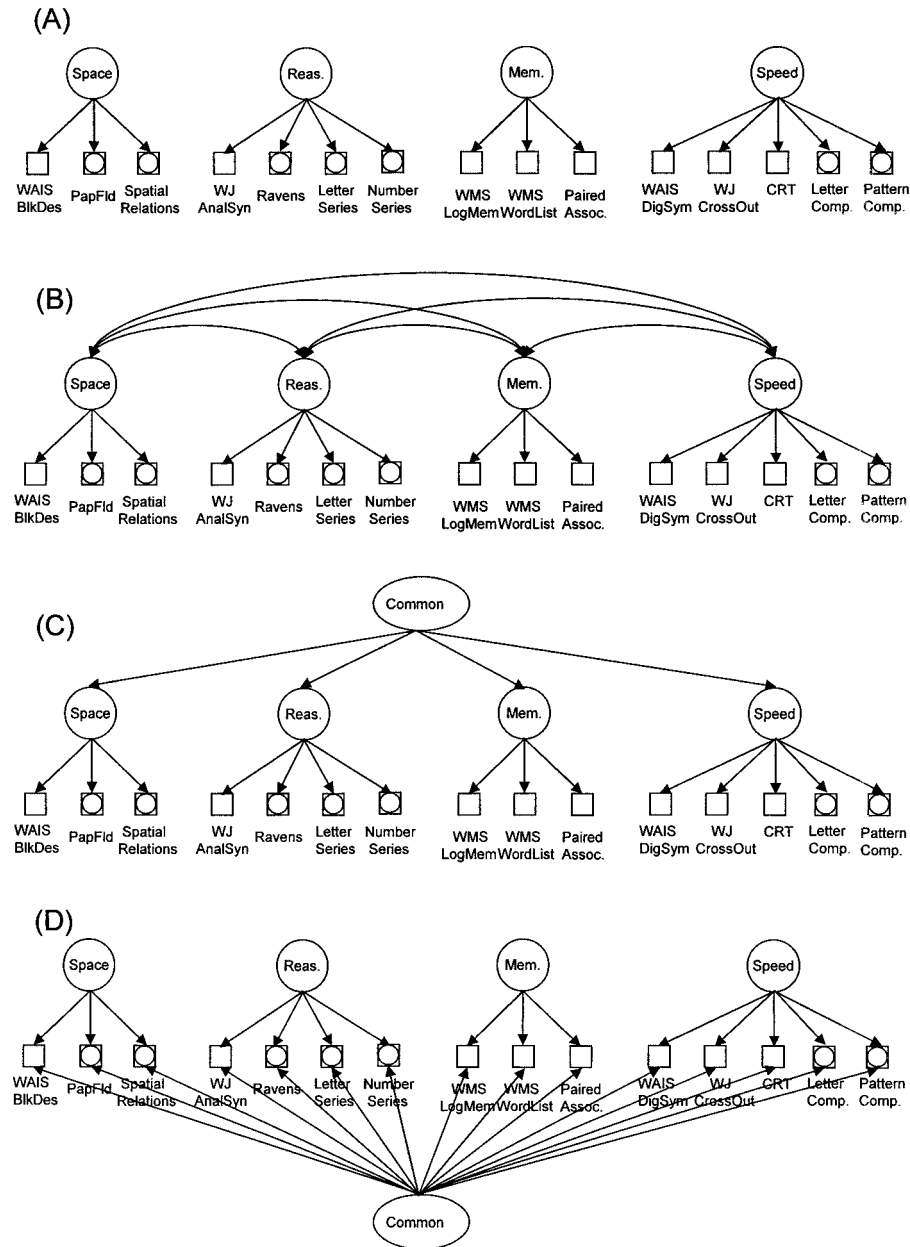 (A)
Space
Reas.
Mem.
Speed
WAIS
BlkDes
PapFld
Spatial
Relations
WJ
AnalSyn
Ravens
Letter
Series
Number
Series
WMS
LogMem
WMS
WordList
Paired
Assoc.
WAIS
DigSym
WJ
CrossOut
CRT
Letter
Comp.
Pattern
Comp.
(B)
Space
Reas.
Mem.
Speed
WAIS
BlkDes
PapFld
Spatial
Relations
WJ
AnalSyn
Ravens
Letter
Series
Number
Series
WMS
LogMem
WMS
WordList
Paired
Assoc.
WAIS
DigSym
WJ
CrossOut
CRT
Letter
Comp.
Pattern
Comp.
Common
(C)
Space
Reas.
Mem.
Speed
WAIS
BlkDes
PapFld
Spatial
Relations
WJ
AnalSyn
Ravens
Letter
Series
Number
Series
WMS
LogMem
WMS
WordList
Paired
Assoc.
WAIS
DigSym
WJ
CrossOut
CRT
Letter
Comp.
Pattern
Comp.
(D)
Space
Reas.
Mem.
Speed
WAIS
BlkDes
PapFld
Spatial
Relations
WJ
AnalSyn
Ravens
Letter
Series
Number
Series
WMS
LogMem
WMS
WordList
Paired
Assoc.
WAIS
DigSym
WJ
CrossOut
CRT
Letter
Comp.
Pattern
Comp.
Common